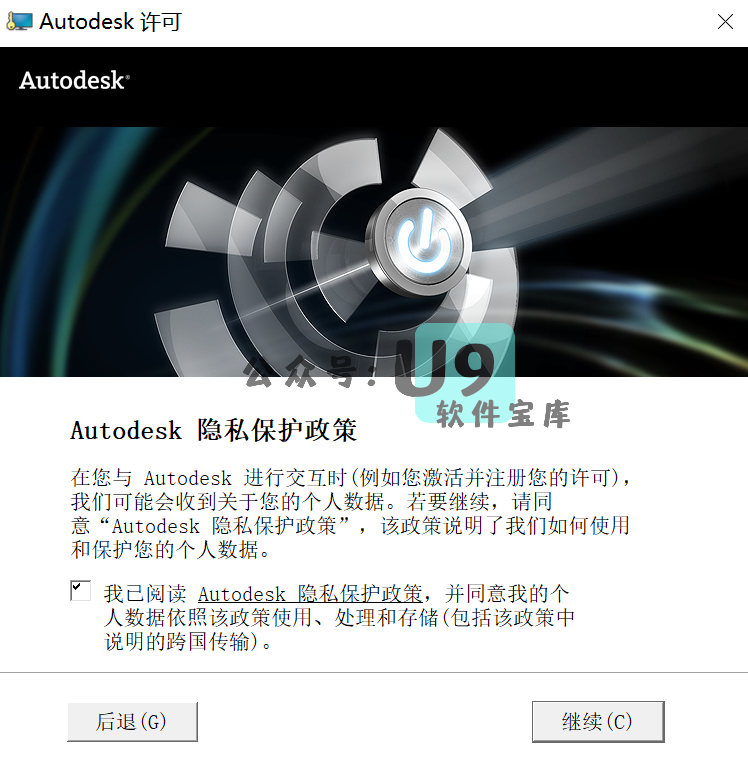 Autodesk 许可
Autodesk®
公众号：U9
软件宝库
Autodesk 隐私保护政策
在您与 Autodesk 进行交互时(例如您激活并注册您的许可)，
我们可能会收到关于您的个人数据。若要继续，请同
意“Autodesk 隐私保护政策”，该政策说明了我们如何使用
和保护您的个人数据。
我已阅读 Autodesk 隐私保护政策，并同意我的个
人数据依照该政策使用、处理和存储(包括该政策中
说明的跨国传输)。
后退(G)
继续(C)